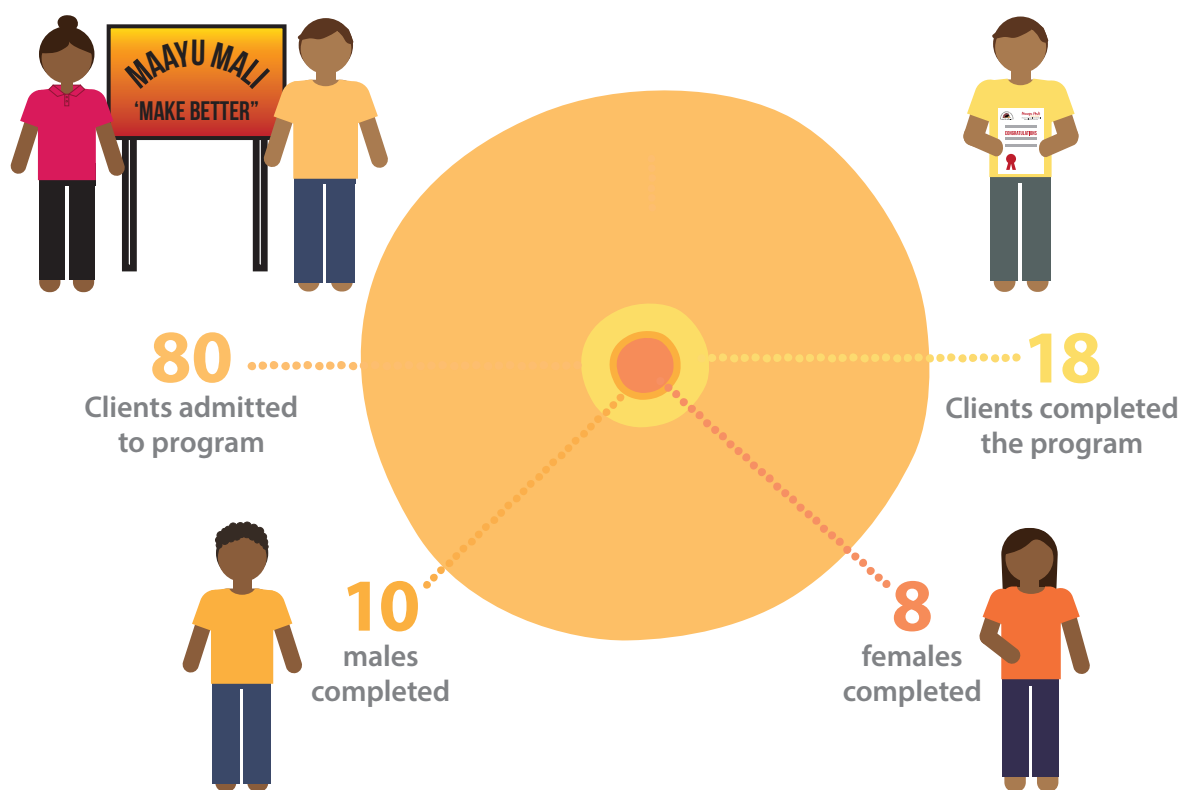 MAAYU MALI
'MAKE BETTER"
CONGRATULATIONS
80
Clients admitted
to program
18
Clients completed
the program
10
males
completed
8
females
completed